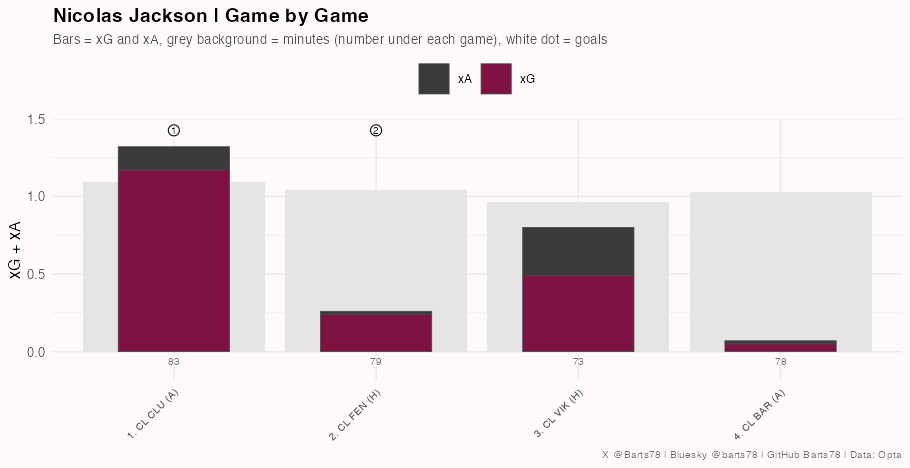 Nicolas Jackson | Game by Game
Bars = xG and xA, grey background = minutes (number under each game), white dot = goals
xA xG
1.5
1.0
0.5
0.0
xG + xA
1 2
83 79 73 78
1. CL CLU (A)
2. CL FEN (H)
3. CL VIK (H)
4. CL BAR (A)
X @Barts78 | Bluesky @barts78 | GitHub Barts78 | Data: Opta